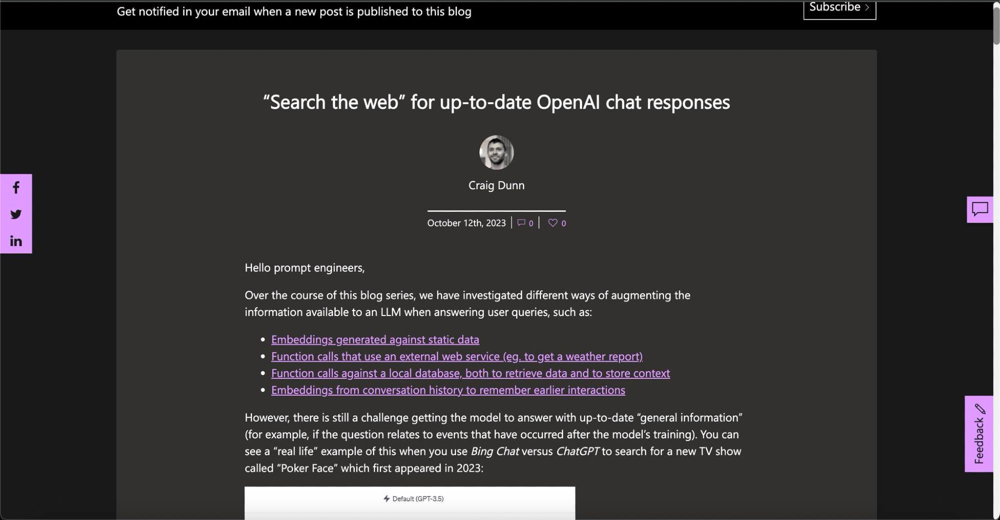 Get notified in your email when a new post is published to this blog
Subscribe >
“Search the web” for up-to-date OpenAI chat responses
Craig Dunn
October 12th, 2023 | 0 | 0
Hello prompt engineers,
Over the course of this blog series, we have investigated different ways of augmenting the
information available to an LLM when answering user queries, such as:
• Embeddings generated against static data
• Function calls that use an external web service (eg. to get a weather report)
• Function calls against a local database, both to retrieve data and to store context
• Embeddings from conversation history to remember earlier interactions
However, there is still a challenge getting the model to answer with up-to-date “general information”
(for example, if the question relates to events that have occurred after the model’s training). You can
see a “real life” example of this when you use Bing Chat versus ChatGPT to search for a new TV show
called “Poker Face” which first appeared in 2023:
Default (GPT-3.5)
f
in
Feedback